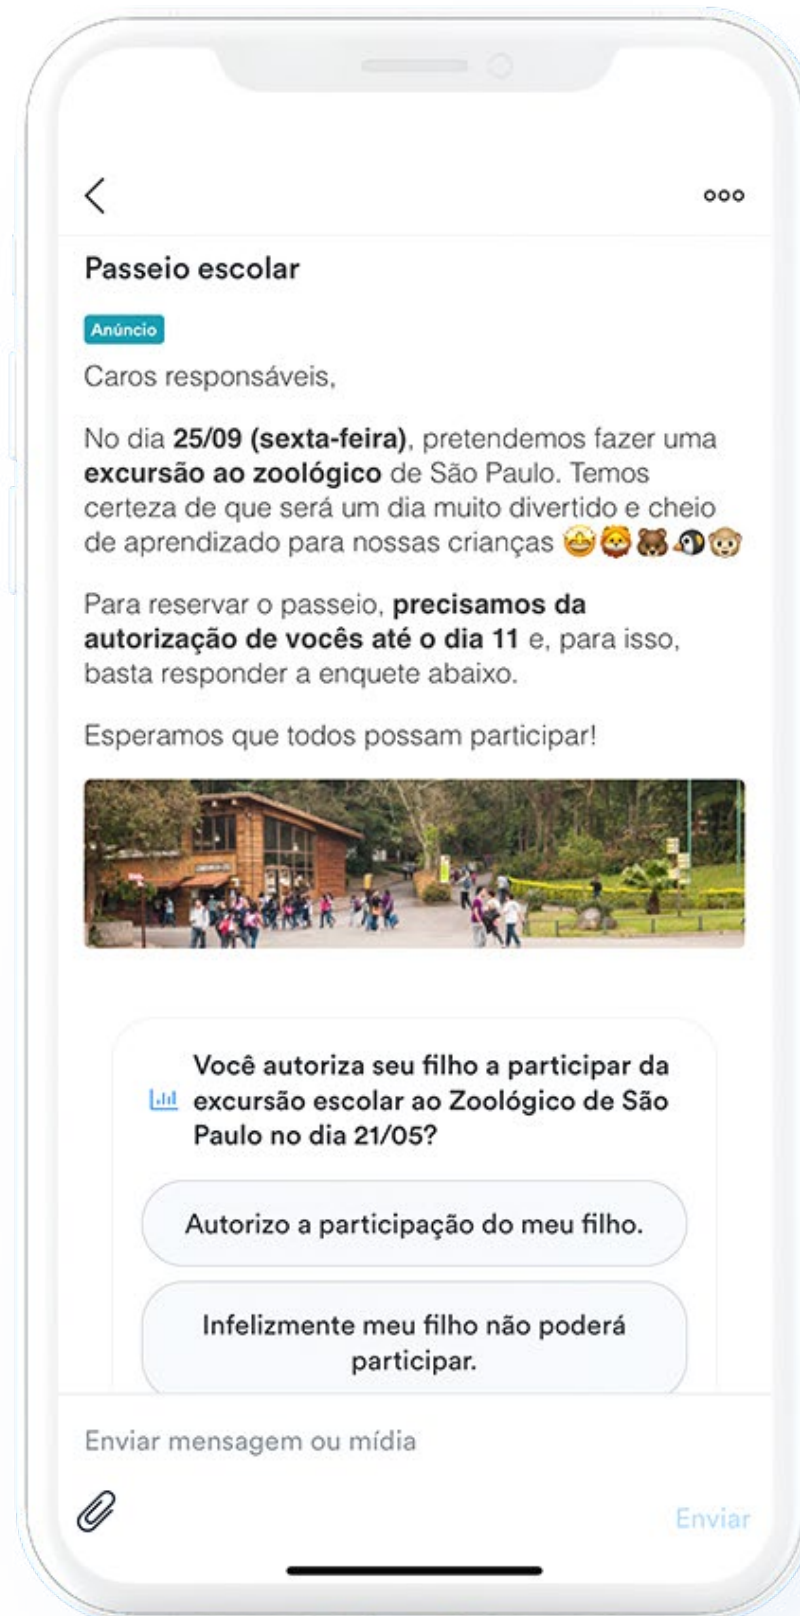 Passeio escolar
Anúncio
Caros responsáveis,
No dia 25/09 (sexta-feira), pretendemos fazer uma
excursão ao zoológico de São Paulo. Temos
certeza de que será um dia muito divertido e cheio
de aprendizado para nossas crianças 🤩🦁🐻🐧🐵
Para reservar o passeio, precisamos da
autorização de vocês até o dia 11 e, para isso,
basta responder a enquete abaixo.
Esperamos que todos possam participar!
Você autoriza seu filho a participar da
excursão escolar ao Zoológico de São
Paulo no dia 21/05?
Autorizo a participação do meu filho.
Infelizmente meu filho não poderá
participar.
Enviar mensagem ou mídia
Enviar